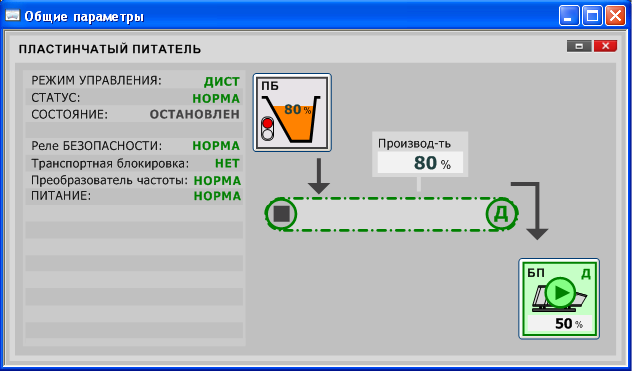 Общие параметры
ПЛАСТИНЧАТЫЙ ПИТАТЕЛЬ
РЕЖИМ УПРАВЛЕНИЯ: ДИСТ
СТАТУС: НОРМА
СОСТОЯНИЕ: ОСТАНОВЛЕН
Реле БЕЗОПАСНОСТИ: НОРМА
Транспортная блокировка: НЕТ
Преобразователь частоты: НОРМА
ПИТАНИЕ: НОРМА
ПБ
80 %
Производ-ть
80 %
Д
БП Д
50 %